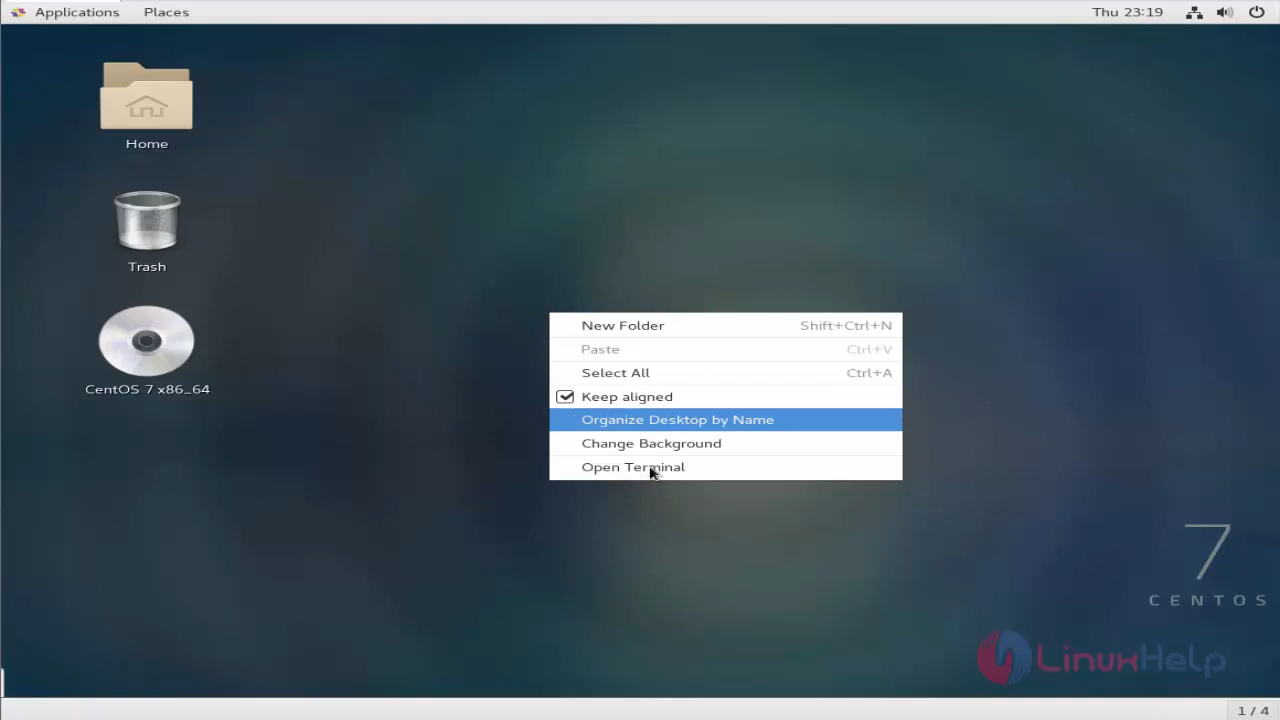 Applications Places Thu 23:19
Home
Trash
CentOS 7 x86_64
New Folder Shift+Ctrl+N
Paste Ctrl+V
Select All Ctrl+A
Keep aligned
Organize Desktop by Name
Change Background
Open Terminal
7
CENTOS
LinuxHelp
1 / 4